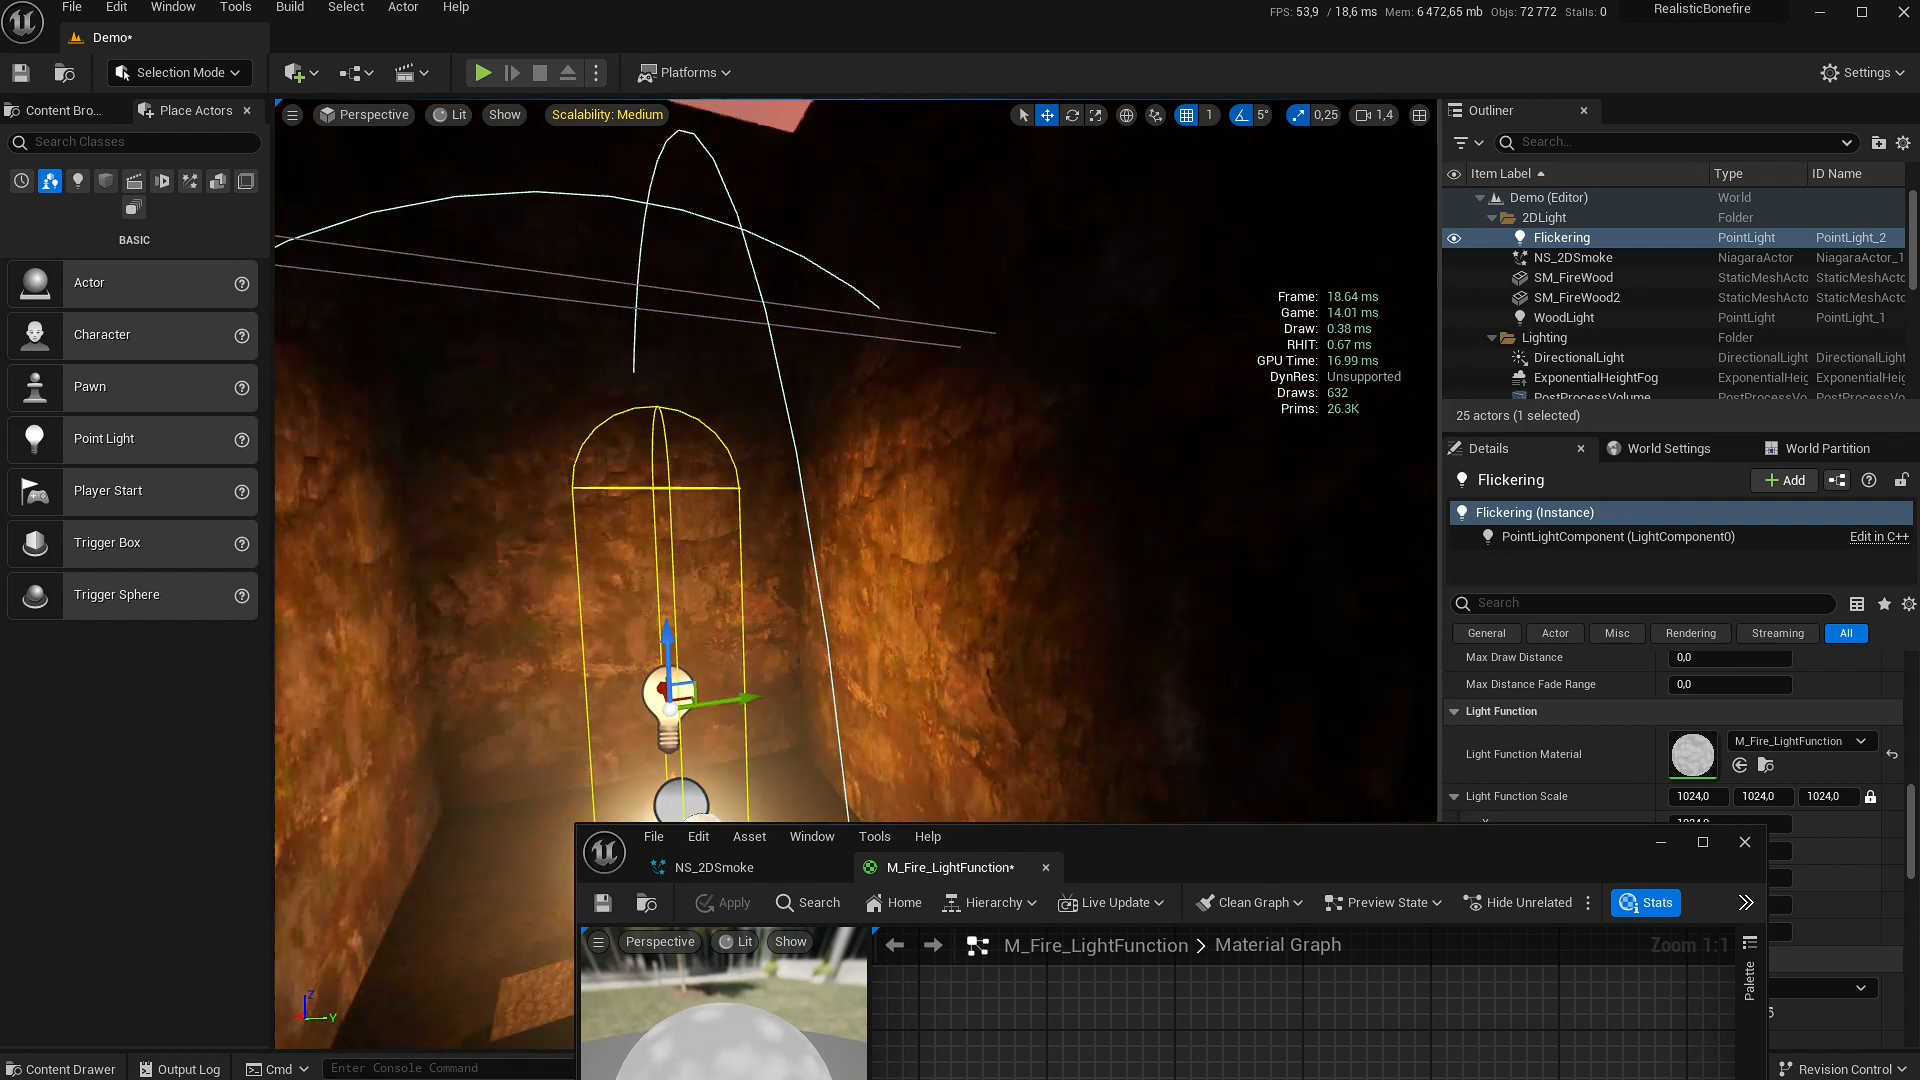 File Edit Window Tools Build Select Actor Help
FPS: 53,9 / 18,6 ms Mem: 6 472,65 mb Objs: 72 772 Stalls: 0
RealisticBonefire
Demo*
Selection Mode
Platforms
Settings
Content Bro...
Place Actors
Search Classes
BASIC
Actor
Character
Pawn
Point Light
Player Start
Trigger Box
Trigger Sphere
Perspective Lit Show Scalability: Medium
1 5° 0,25 1,4
Frame: 18.64 ms
Game: 14.01 ms
Draw: 0.38 ms
RHIT: 0.67 ms
GPU Time: 16.99 ms
DynRes: Unsupported
Draws: 632
Prims: 26.3K
Z
Y
Outliner
Search...
Item Label Type ID Name
Demo (Editor) World
2DLight Folder
Flickering PointLight PointLight_2
NS_2DSmoke NiagaraActor NiagaraActor_1
SM_FireWood StaticMeshActo StaticMeshActo
SM_FireWood2 StaticMeshActo StaticMeshActo
WoodLight PointLight PointLight_1
Lighting Folder
DirectionalLight DirectionalLight DirectionalLight
ExponentialHeightFog ExponentialHeig ExponentialHeig
PostProcessVolume PostProcessVo PostProcessVo
25 actors (1 selected)
Details World Settings World Partition
Flickering
Add
Flickering (Instance)
PointLightComponent (LightComponent0) Edit in C++
Search
General Actor Misc Rendering Streaming All
Max Draw Distance 0,0
Max Distance Fade Range 0,0
Light Function
Light Function Material M_Fire_LightFunction
Light Function Scale 1024,0 1024,0 1024,0
File Edit Asset Window Tools Help
NS_2DSmoke M_Fire_LightFunction*
Apply Search Home Hierarchy Live Update Clean Graph Preview State Hide Unrelated Stats
Perspective Lit Show
M_Fire_LightFunction > Material Graph
Zoom 1:1
Palette
Content Drawer Output Log Cmd Enter Console Command
Revision Control